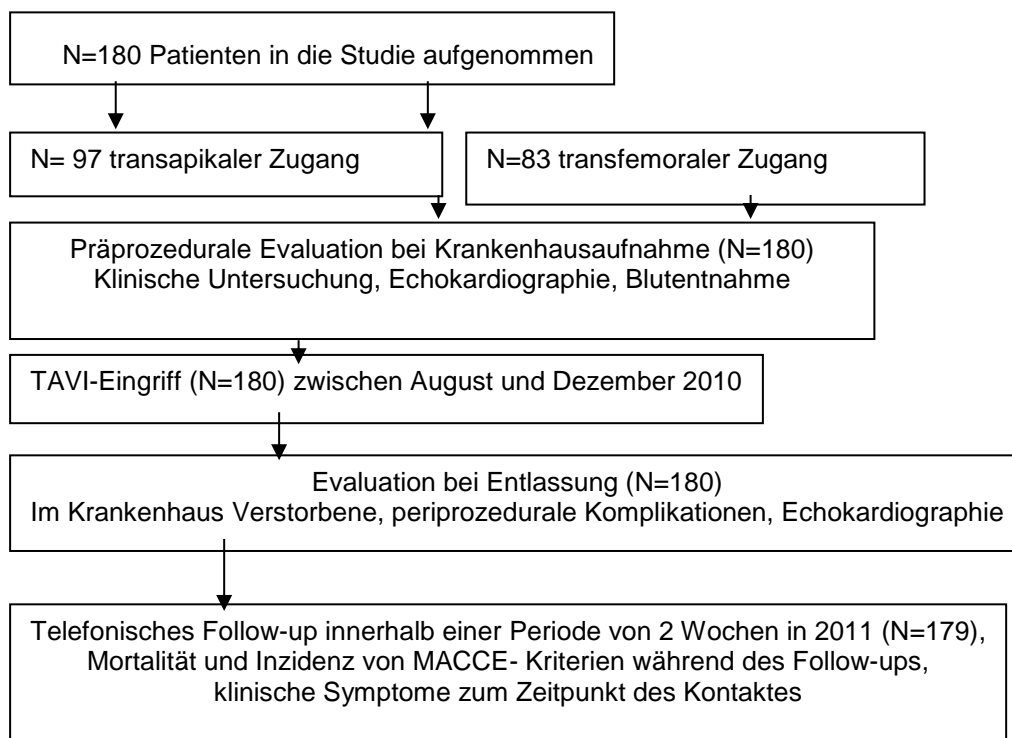 N=180 Patienten in die Studie aufgenommen
N= 97 transapikaler Zugang
N=83 transfemoraler Zugang
Präprozedurale Evaluation bei Krankenhausaufnahme (N=180)
Klinische Untersuchung, Echokardiographie, Blutentnahme
TAVI-Eingriff (N=180) zwischen August und Dezember 2010
Evaluation bei Entlassung (N=180)
Im Krankenhaus Verstorbene, periprozedurale Komplikationen, Echokardiographie
Telefonisches Follow-up innerhalb einer Periode von 2 Wochen in 2011 (N=179),
Mortalität und Inzidenz von MACCE- Kriterien während des Follow-ups,
klinische Symptome zum Zeitpunkt des Kontaktes